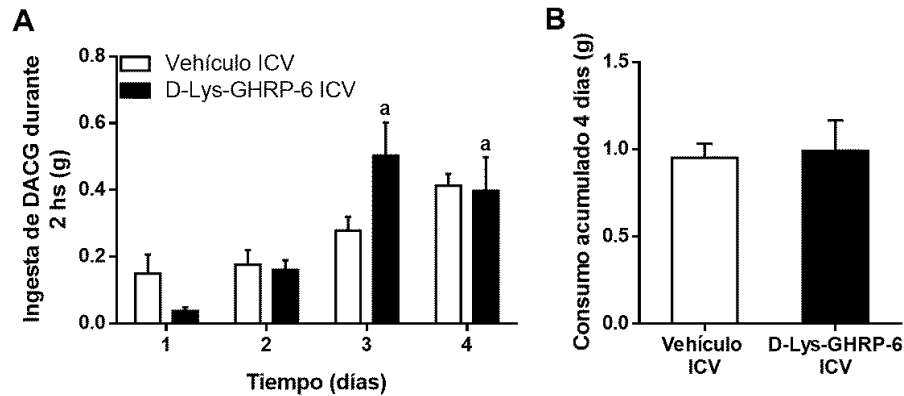 A
Ingesta de DACG durante
2 hs (g)
0.8
0.6
0.4
0.2
0.0
Vehículo ICV
D-Lys-GHRP-6 ICV
a
a
1
2
3
4
Tiempo (días)
B
Consumo acumulado 4 días (g)
1.5
1.0
0.5
0.0
Vehículo
ICV
D-Lys-GHRP-6
ICV